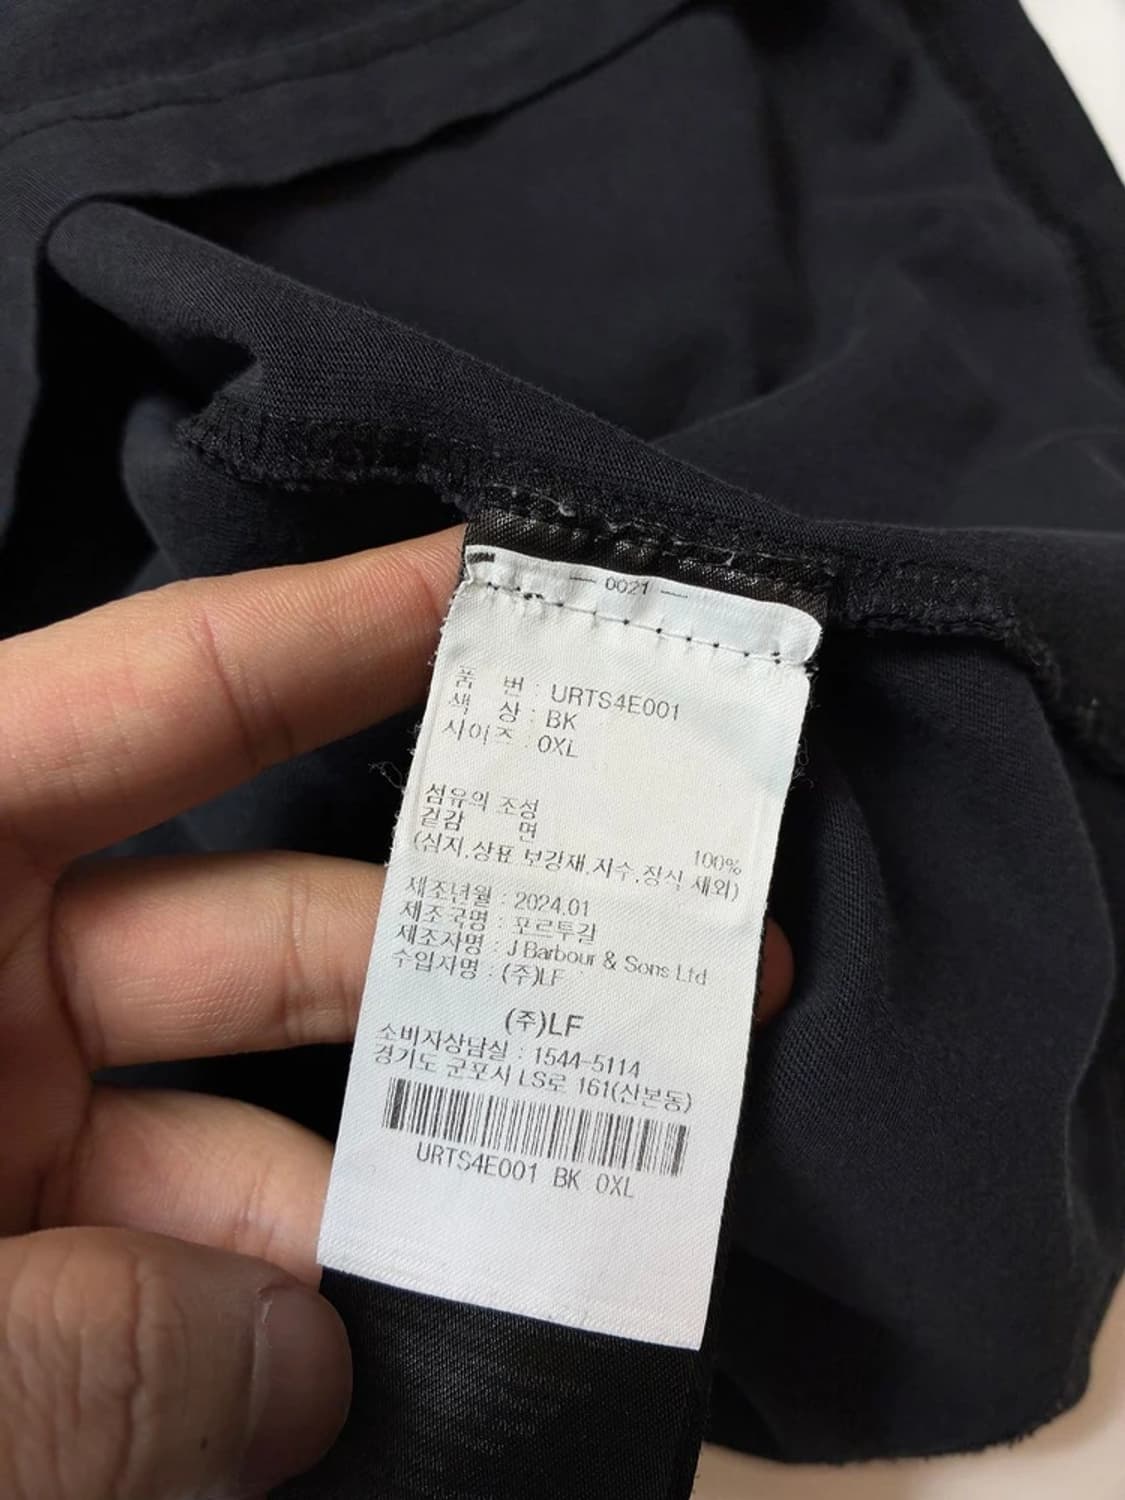 — 0021 —
품 번 : URTS4E001
색 상 : BK
사이즈 : 0XL
섬유의 조성
겉감 면 100%
(심지,상표 보강재,자수,장식 제외)
제조년월 : 2024.01
제조국명 : 포르투갈
제조자명 : J Barbour & Sons Ltd
수입자명 : (주)LF
(주)LF
소비자상담실 : 1544-5114
경기도 군포시 LS로 161(산본동)
URTS4E001 BK 0XL